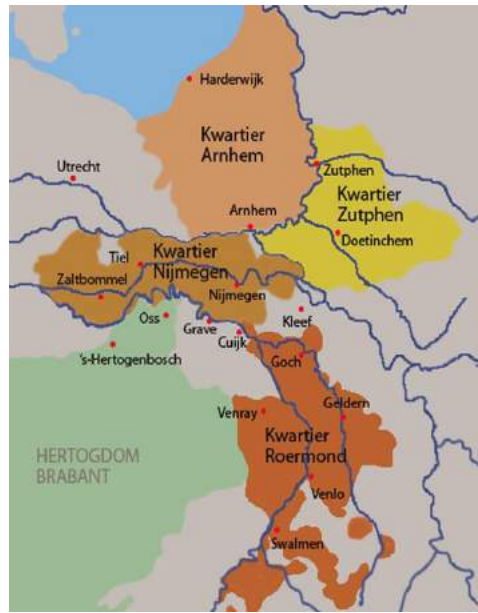 Harderwijk
Kwartier
Arnhem
Utrecht
Zutphen
Kwartier
Zutphen
Arnhem
Doetinchem
Tiel
Kwartier
Nijmegen
Zaltbommel
Nijmegen
Oss
Grave
Kleef
Cuijk
's-Hertogenbosch
Goch
Geldern
Venray
Kwartier
Roermond
HERTOGDOM
BRABANT
Venlo
Swalmen